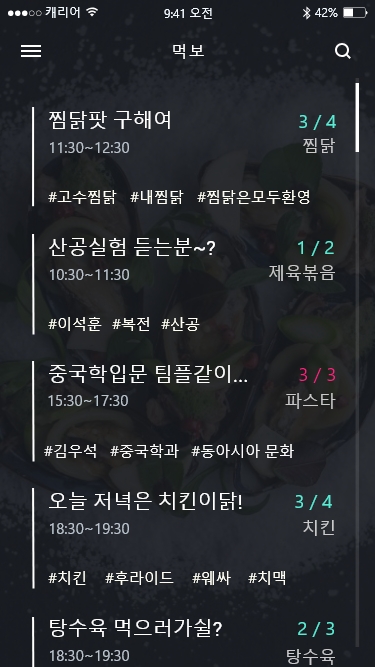 캐리어 9:41 오전 42%
먹보
찜닭팟 구해여 3 / 4
11:30~12:30 찜닭
#고수찜닭 #내찜닭 #찜닭은모두환영
산공실험 듣는분~? 1 / 2
10:30~11:30 제육볶음
#이석훈 #복전 #산공
중국학입문 팀플같이... 3 / 3
15:30~17:30 파스타
#김우석 #중국학과 #동아시아 문화
오늘 저녁은 치킨이닭! 3 / 4
18:30~19:30 치킨
#치킨 #후라이드 #웨싸 #치맥
탕수육 먹으러가쉴? 2 / 3
18:30~19:30 탕수육